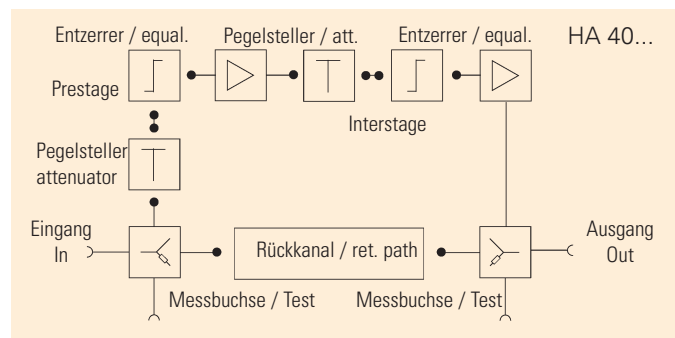 Entzerrer / equal.
Pegelsteller / att.
Entzerrer / equal.
HA 40...
Prestage
Interstage
Pegelsteller
attenuator
Eingang
In
Rückkanal / ret. path
Ausgang
Out
Messbuchse / Test
Messbuchse / Test